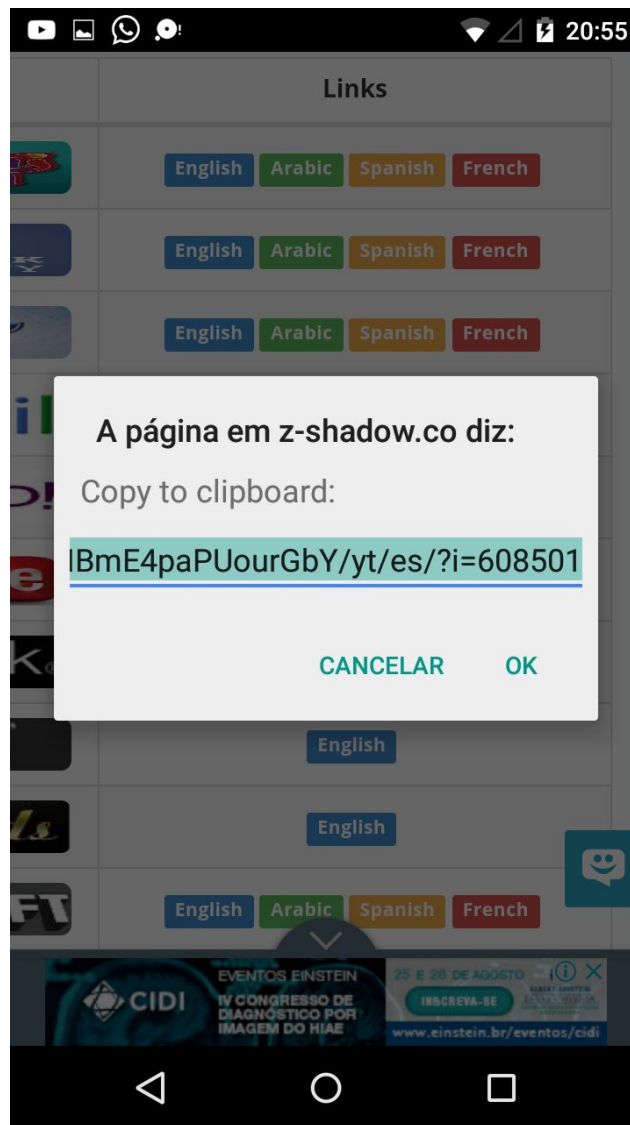 20:55
Links
English Arabic Spanish French
English Arabic Spanish French
English Arabic Spanish French
A página em z-shadow.co diz:
Copy to clipboard:
BmE4paPUourGbY/yt/es/?i=608501
CANCELAR OK
English
English
English Arabic Spanish French
CIDI
EVENTOS EINSTEIN
IV CONGRESSO DE
DIAGNÓSTICO POR
IMAGEM DO HIAE
25 E 26 DE AGOSTO
INSCREVA-SE
www.einstein.br/eventos/cidi